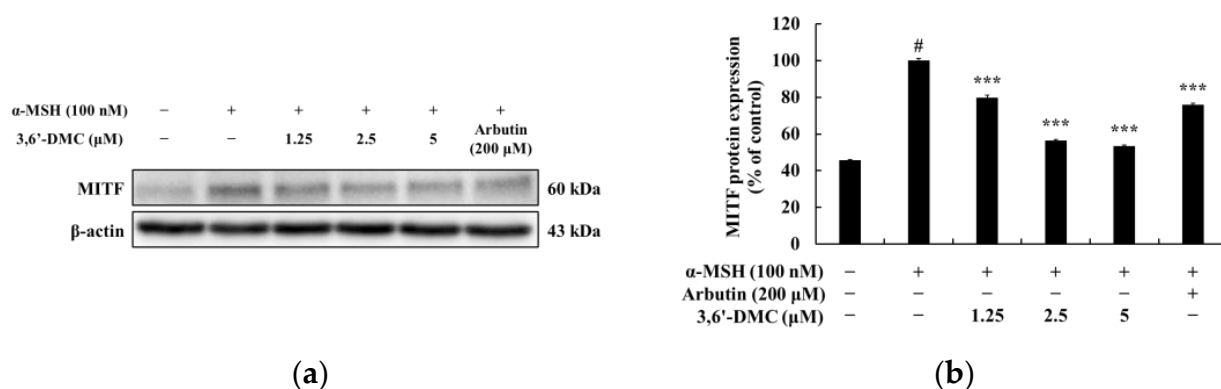 α-MSH (100 nM) − + + + + +
3,6’-DMC (μM) − − 1.25 2.5 5 Arbutin (200 μM)
MITF 60 kDa
β-actin 43 kDa
(a)
MITF protein expression
(% of control)
120
100
80
60
40
20
0
#
***
***
***
***
α-MSH (100 nM) − + + + + +
Arbutin (200 μM) − − − − − +
3,6'-DMC (μM) − − 1.25 2.5 5 −
(b)